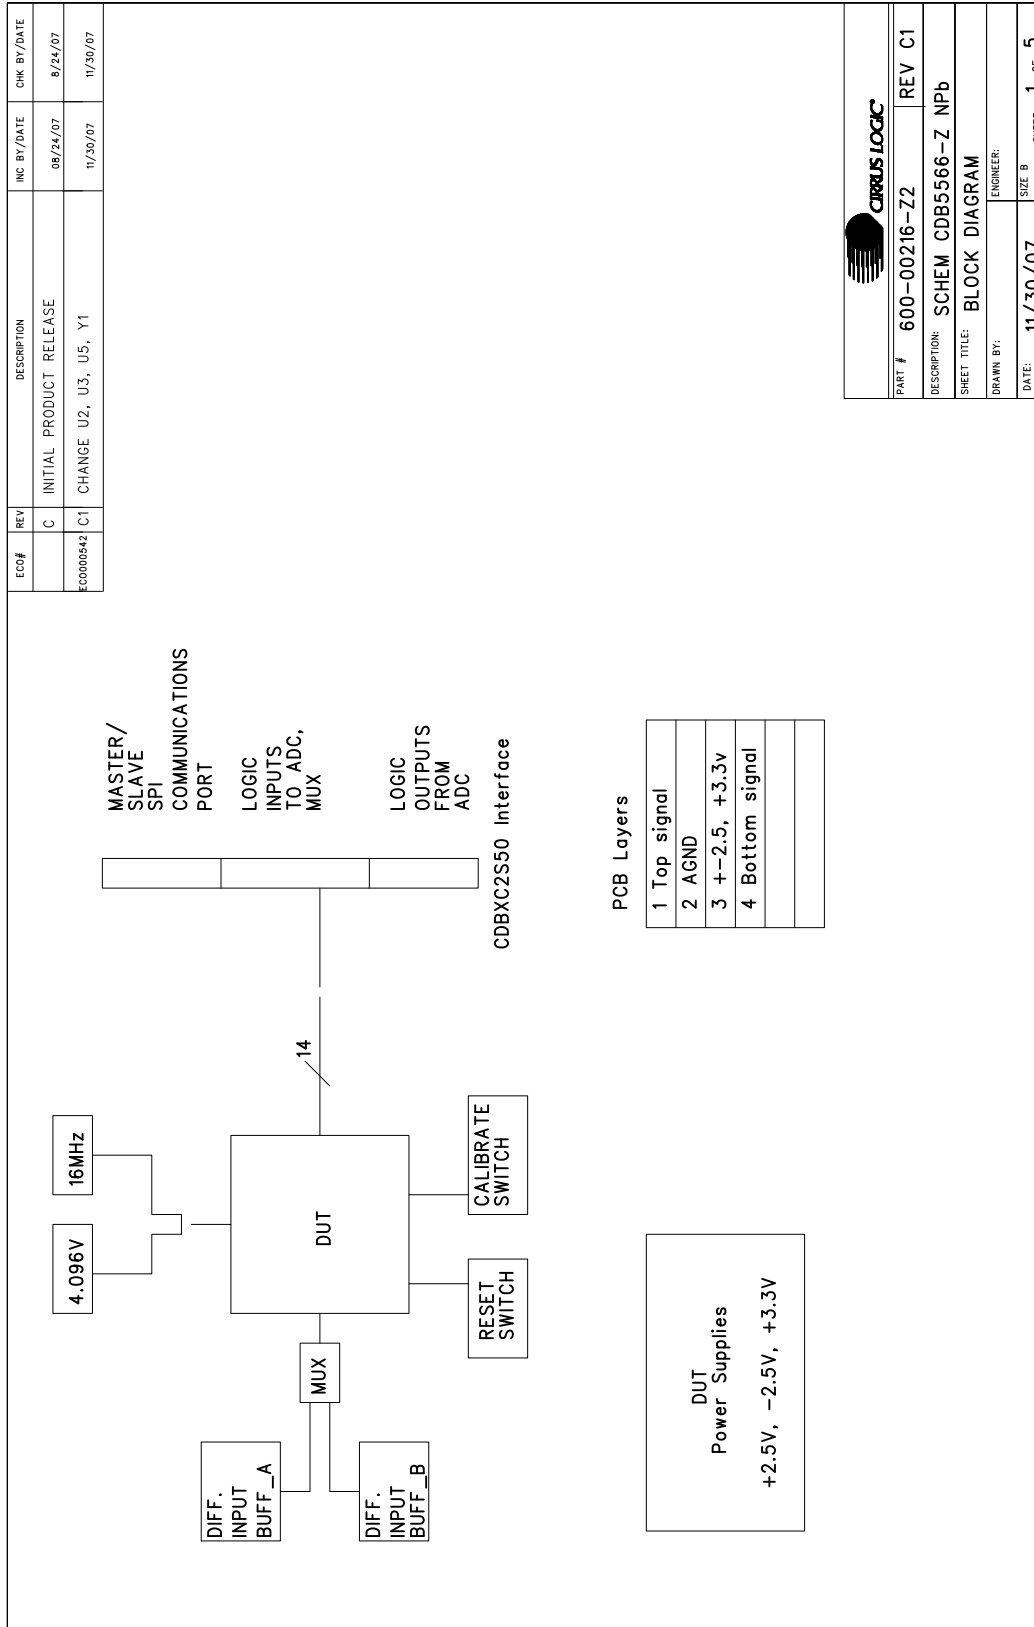 ECO# REV DESCRIPTION INC BY/DATE CHK BY/DATE
C INITIAL PRODUCT RELEASE 08/24/07 8/24/07
ECO000542 C1 CHANGE U2, U3, U5, Y1 11/30/07 11/30/07
4.096V
16MHz
DIFF.
INPUT
BUFF_A
DIFF.
INPUT
BUFF_B
MUX
DUT
14
RESET
SWITCH
CALIBRATE
SWITCH
MASTER/
SLAVE
SPI
COMMUNICATIONS
PORT
LOGIC
INPUTS
TO ADC,
MUX
LOGIC
OUTPUTS
FROM
ADC
CDBXC2S50 Interface
DUT
Power Supplies
+2.5V, -2.5V, +3.3V
PCB Layers
1 Top signal
2 AGND
3 +-2.5, +3.3v
4 Bottom signal
CIRRUS LOGIC
PART # 600-00216-Z2 REV C1
DESCRIPTION: SCHEM CDB5566-Z NPb
SHEET TITLE: BLOCK DIAGRAM
DRAWN BY: ENGINEER:
DATE: 11/30/07 SIZE B 1 OF 5